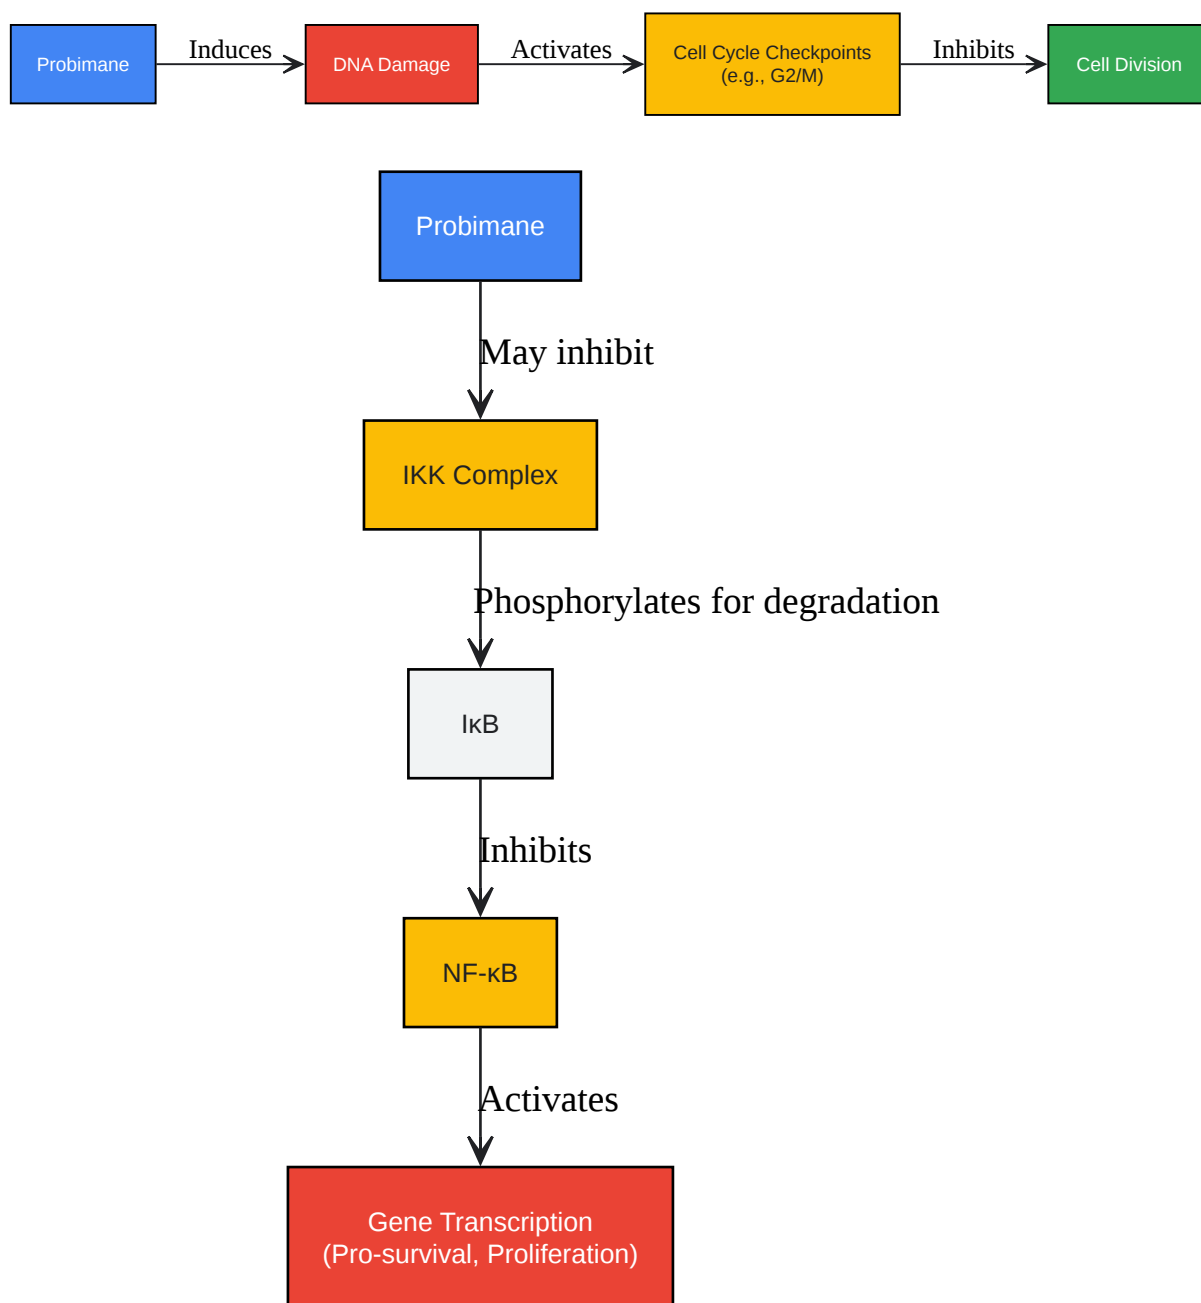 Probimane
Induces
DNA Damage
Activates
Cell Cycle Checkpoints
(e.g., G2/M)
Inhibits
Cell Division
Probimane
May inhibit
IKK Complex
Phosphorylates for degradation
IκB
Inhibits
NF-κB
Activates
Gene Transcription
(Pro-survival, Proliferation)